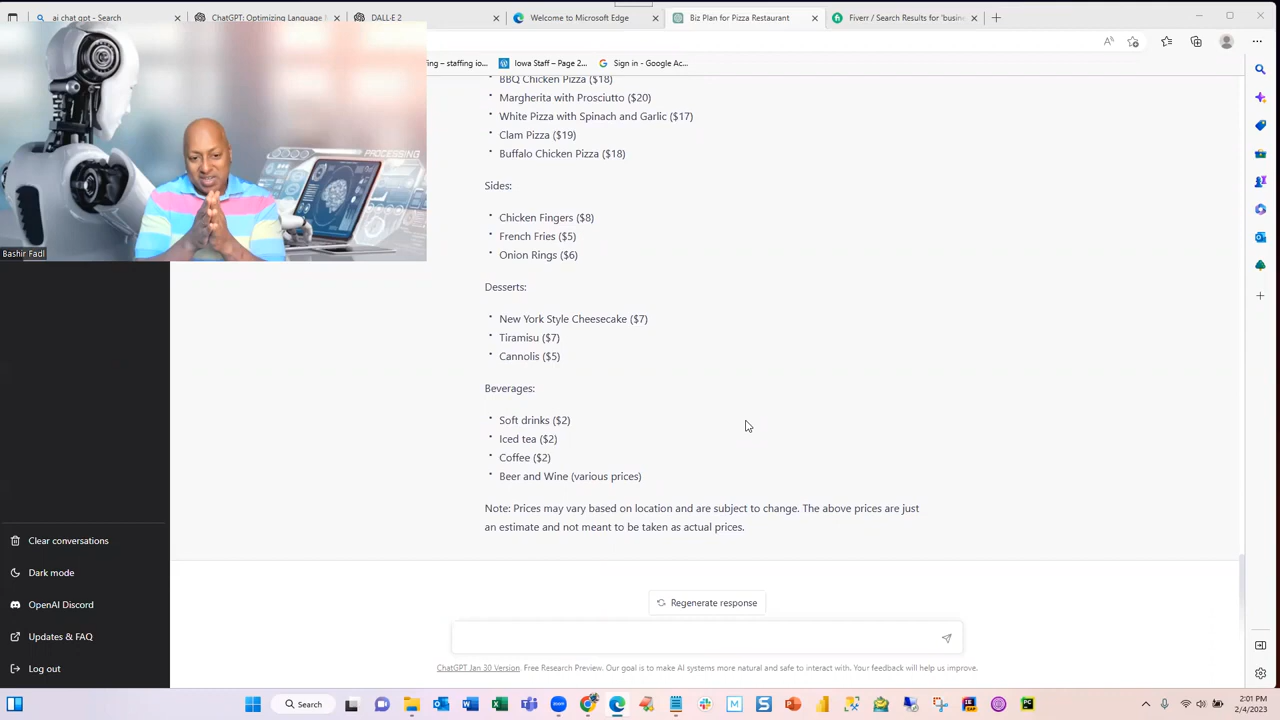 ai chat gpt - Search
ChatGPT: Optimizing Language
DALL·E 2
Welcome to Microsoft Edge
Biz Plan for Pizza Restaurant
Fiverr / Search Results for 'busin
fing – staffing io...
Iowa Staff – Page 2...
Sign in - Google Ac...
PROCESSING
Bashir Fadl
BBQ Chicken Pizza ($18)
Margherita with Prosciutto ($20)
White Pizza with Spinach and Garlic ($17)
Clam Pizza ($19)
Buffalo Chicken Pizza ($18)
Sides:
Chicken Fingers ($8)
French Fries ($5)
Onion Rings ($6)
Desserts:
New York Style Cheesecake ($7)
Tiramisu ($7)
Cannolis ($5)
Beverages:
Soft drinks ($2)
Iced tea ($2)
Coffee ($2)
Beer and Wine (various prices)
Note: Prices may vary based on location and are subject to change. The above prices are just
an estimate and not meant to be taken as actual prices.
Clear conversations
Dark mode
OpenAI Discord
Updates & FAQ
Log out
Regenerate response
ChatGPT Jan 30 Version. Free Research Preview. Our goal is to make AI systems more natural and safe to interact with. Your feedback will help us improve.
Search
2:01 PM
2/4/2023